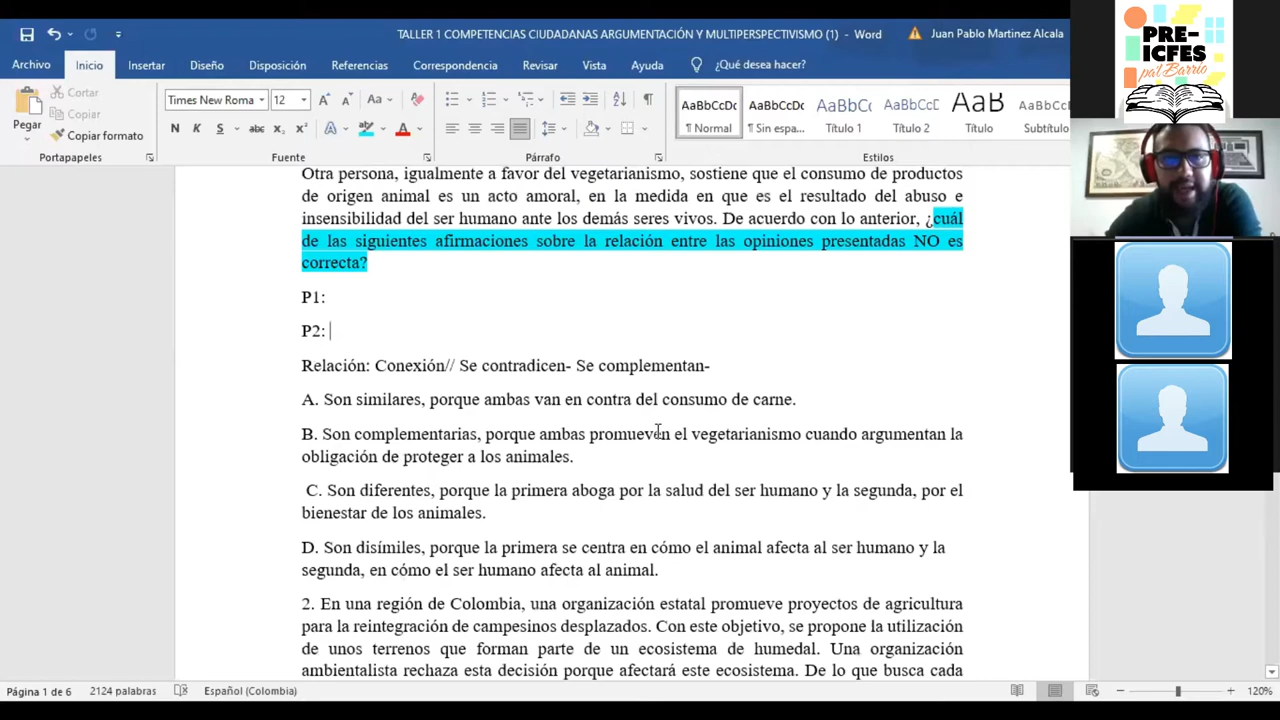 TALLER 1 COMPETENCIAS CIUDADANAS ARGUMENTACIÓN Y MULTIPERSPECTIVISMO (1) - Word
Juan Pablo Martinez Alcala
Archivo Inicio Insertar Diseño Disposición Referencias Correspondencia Revisar Vista Ayuda ¿Qué desea hacer?
Pegar
Cortar
Copiar
Copiar formato
Portapapeles
Times New Roma 12
Aa
N K S abc x₂ x²
A A
Fuente
Párrafo
AaBbCcDc AaBbCcDc AaBbCcD AaBbCcD AaB AaBbCcD
¶ Normal ¶ Sin espa... Título 1 Título 2 Título Subtítulo
Estilos
PRE-
ICFES
pa'l Barrio
Otra persona, igualmente a favor del vegetarianismo, sostiene que el consumo de productos
de origen animal es un acto amoral, en la medida en que es el resultado del abuso e
insensibilidad del ser humano ante los demás seres vivos. De acuerdo con lo anterior, ¿cuál
de las siguientes afirmaciones sobre la relación entre las opiniones presentadas NO es
correcta?
P1:
P2:
Relación: Conexión// Se contradicen- Se complementan-
A. Son similares, porque ambas van en contra del consumo de carne.
B. Son complementarias, porque ambas promueven el vegetarianismo cuando argumentan la
obligación de proteger a los animales.
C. Son diferentes, porque la primera aboga por la salud del ser humano y la segunda, por el
bienestar de los animales.
D. Son disímiles, porque la primera se centra en cómo el animal afecta al ser humano y la
segunda, en cómo el ser humano afecta al animal.
2. En una región de Colombia, una organización estatal promueve proyectos de agricultura
para la reintegración de campesinos desplazados. Con este objetivo, se propone la utilización
de unos terrenos que forman parte de un ecosistema de humedal. Una organización
ambientalista rechaza esta decisión porque afectará este ecosistema. De lo que busca cada
Página 1 de 6 2124 palabras Español (Colombia) 120%